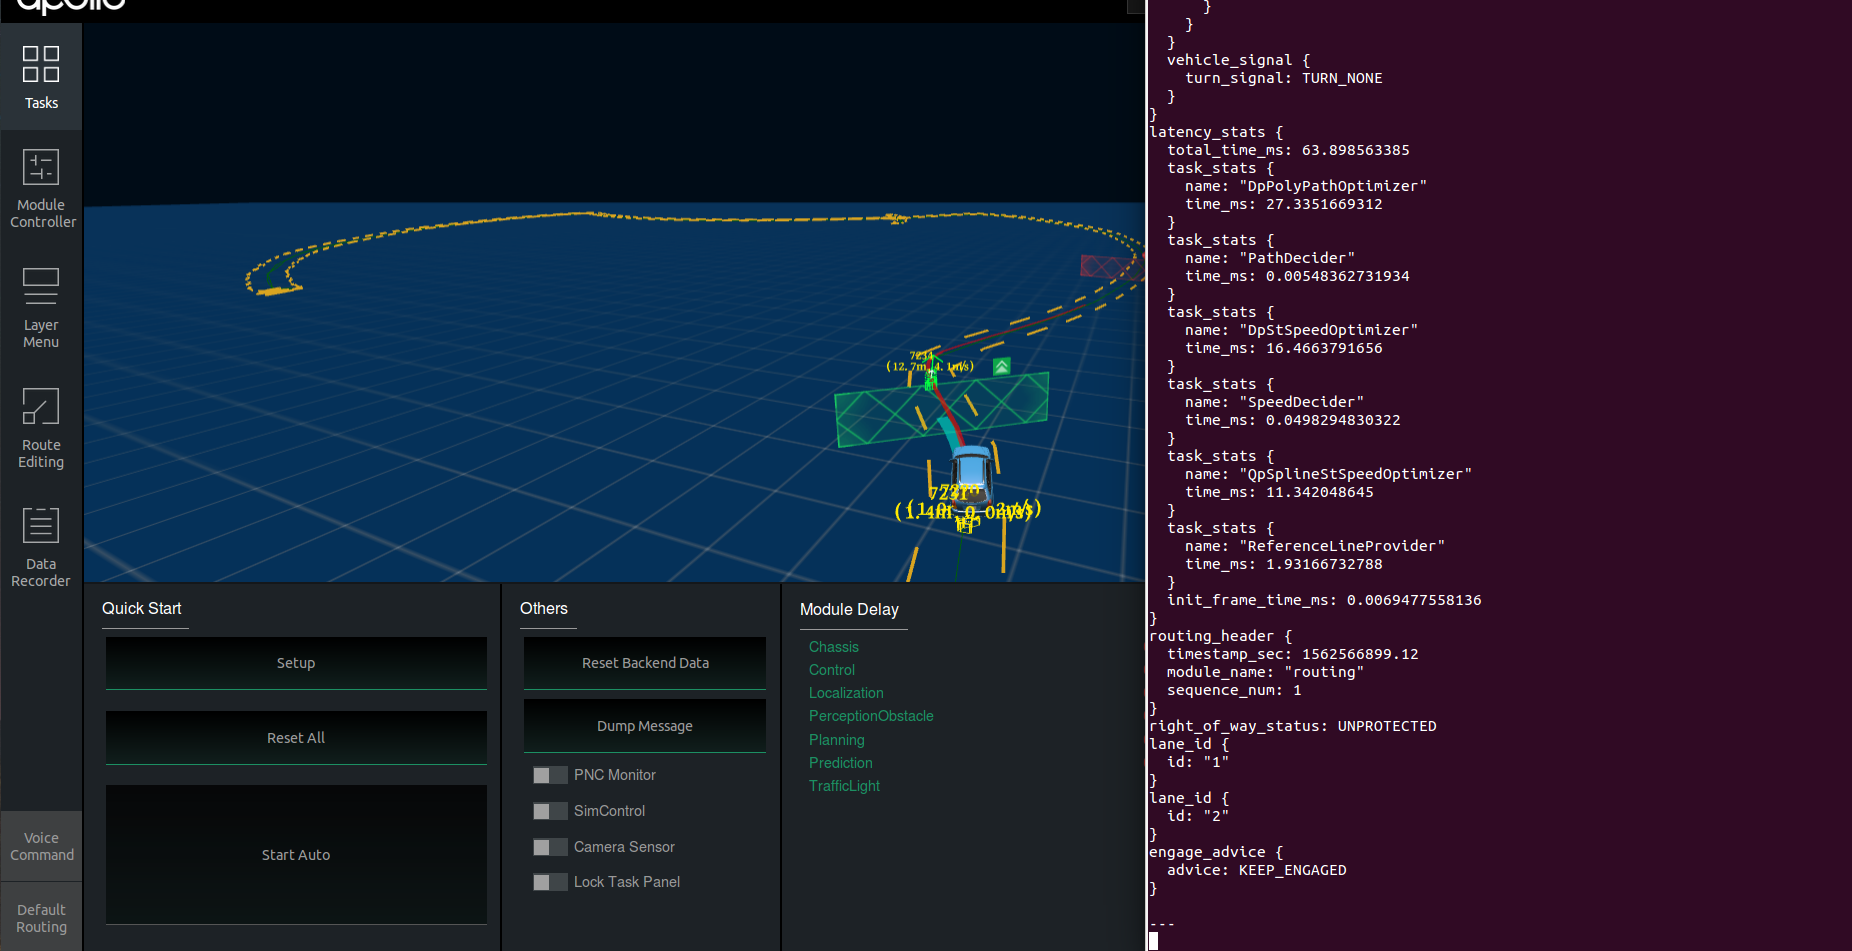 apollo
Tasks
Module
Controller
Layer
Menu
Route
Editing
Data
Recorder
Voice
Command
Default
Routing
7234
(12.7m, 4.1m/s)
7231
Quick Start
Setup
Reset All
Start Auto
Others
Reset Backend Data
Dump Message
PNC Monitor
SimControl
Camera Sensor
Lock Task Panel
Module Delay
Chassis
Control
Localization
PerceptionObstacle
Planning
Prediction
TrafficLight
}
}
}
vehicle_signal {
turn_signal: TURN_NONE
}
}
latency_stats {
total_time_ms: 63.898563385
task_stats {
name: "DpPolyPathOptimizer"
time_ms: 27.3351669312
}
task_stats {
name: "PathDecider"
time_ms: 0.00548362731934
}
task_stats {
name: "DpStSpeedOptimizer"
time_ms: 16.4663791656
}
task_stats {
name: "SpeedDecider"
time_ms: 0.0498294830322
}
task_stats {
name: "QpSplineStSpeedOptimizer"
time_ms: 11.342048645
}
task_stats {
name: "ReferenceLineProvider"
time_ms: 1.93166732788
}
init_frame_time_ms: 0.0069477558136
}
routing_header {
timestamp_sec: 1562566899.12
module_name: "routing"
sequence_num: 1
}
right_of_way_status: UNPROTECTED
lane_id {
id: "1"
}
lane_id {
id: "2"
}
engage_advice {
advice: KEEP_ENGAGED
}
---